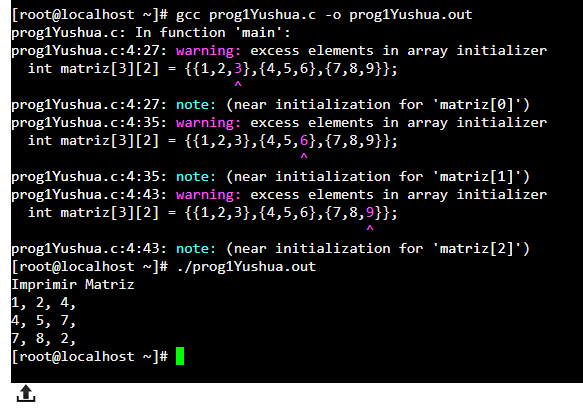 [root@localhost ~]# gcc prog1Yushua.c -o prog1Yushua.out
prog1Yushua.c: In function 'main':
prog1Yushua.c:4:27: warning: excess elements in array initializer
  int matriz[3][2] = {{1,2,3},{4,5,6},{7,8,9}};
                           ^
prog1Yushua.c:4:27: note: (near initialization for 'matriz[0]')
prog1Yushua.c:4:35: warning: excess elements in array initializer
  int matriz[3][2] = {{1,2,3},{4,5,6},{7,8,9}};
                                   ^
prog1Yushua.c:4:35: note: (near initialization for 'matriz[1]')
prog1Yushua.c:4:43: warning: excess elements in array initializer
  int matriz[3][2] = {{1,2,3},{4,5,6},{7,8,9}};
                                           ^
prog1Yushua.c:4:43: note: (near initialization for 'matriz[2]')
[root@localhost ~]# ./prog1Yushua.out
Imprimir Matriz
1, 2, 4,
4, 5, 7,
7, 8, 2,
[root@localhost ~]#